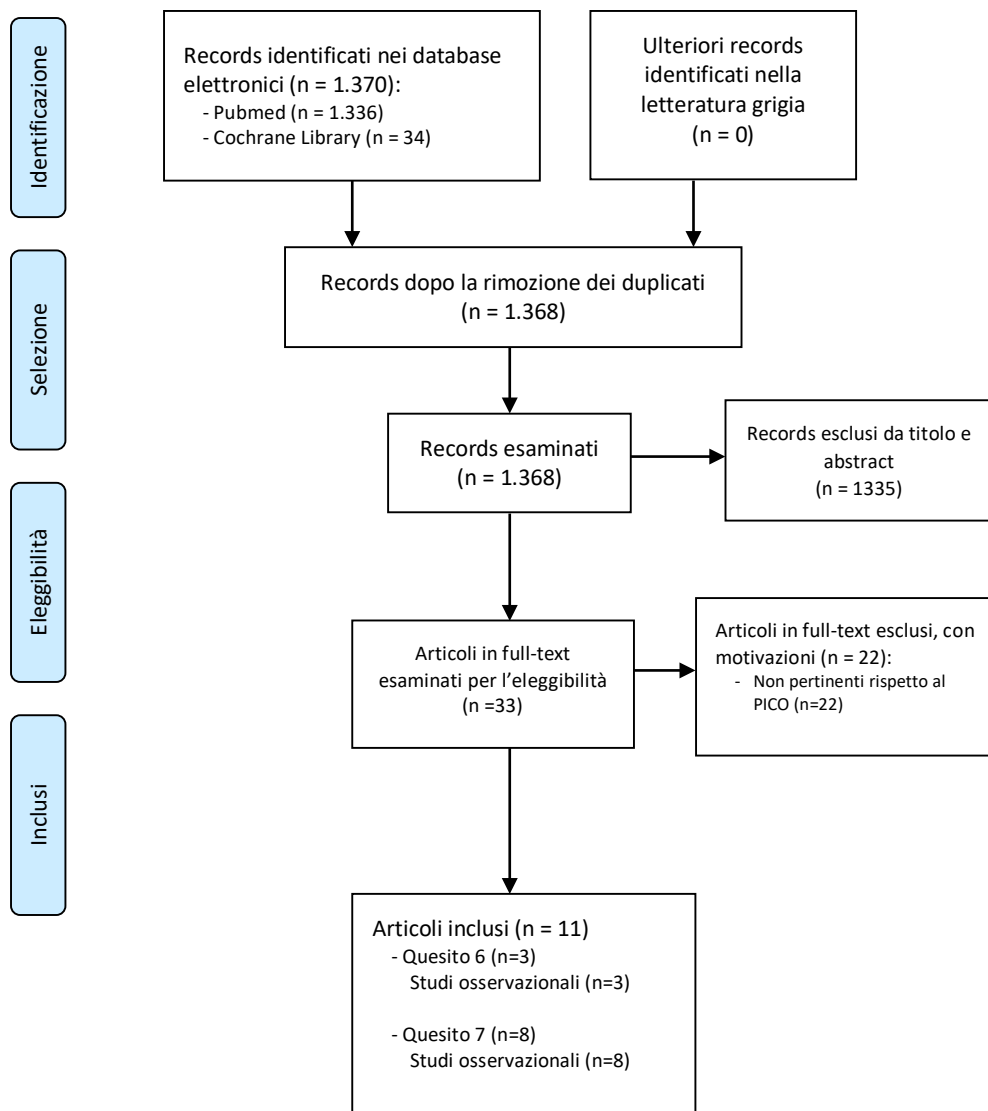 Identificazione
Records identificati nei database
elettronici (n = 1.370):
- Pubmed (n = 1.336)
- Cochrane Library (n = 34)
Ulteriori records
identificati nella
letteratura grigia
(n = 0)
Selezione
Records dopo la rimozione dei duplicati
(n = 1.368)
Records esaminati
(n = 1.368)
Records esclusi da titolo e
abstract
(n = 1335)
Eleggibilità
Articoli in full-text
esaminati per l’eleggibilità
(n =33)
Articoli in full-text esclusi, con
motivazioni (n = 22):
- Non pertinenti rispetto al
PICO (n=22)
Inclusi
Articoli inclusi (n = 11)
- Quesito 6 (n=3)
Studi osservazionali (n=3)
- Quesito 7 (n=8)
Studi osservazionali (n=8)